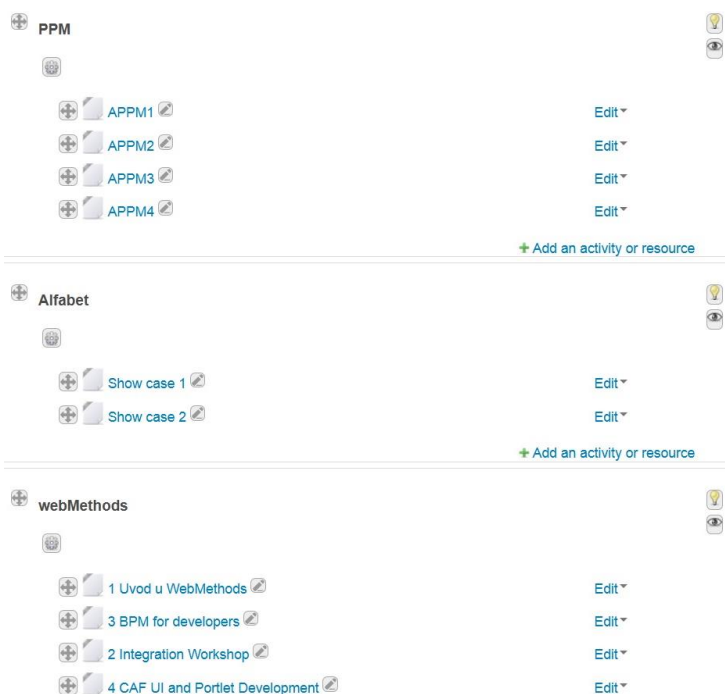 PPM
APPM1 Edit
APPM2 Edit
APPM3 Edit
APPM4 Edit
Add an activity or resource
Alfabet
Show case 1 Edit
Show case 2 Edit
Add an activity or resource
webMethods
1 Uvod u WebMethods Edit
3 BPM for developers Edit
2 Integration Workshop Edit
4 CAF UI and Portlet Development Edit